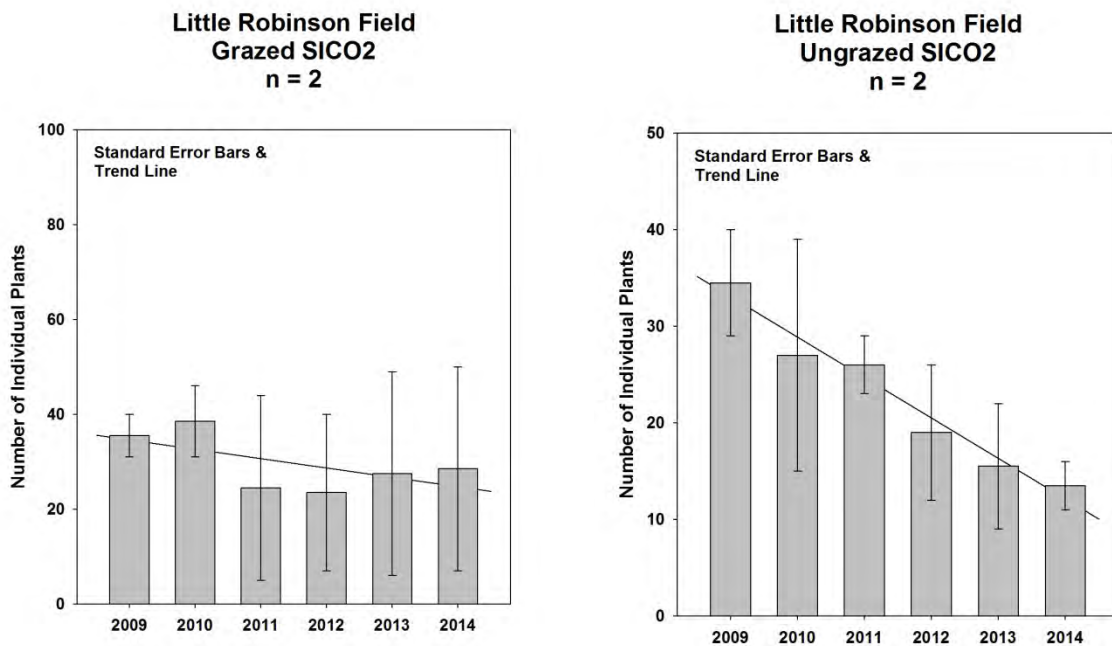 Little Robinson Field
Grazed SICO2
n = 2
Number of Individual Plants
100
80
60
40
20
0
Standard Error Bars &
Trend Line
2009 2010 2011 2012 2013 2014
Little Robinson Field
Ungrazed SICO2
n = 2
Number of Individual Plants
50
40
30
20
10
0
Standard Error Bars &
Trend Line
2009 2010 2011 2012 2013 2014